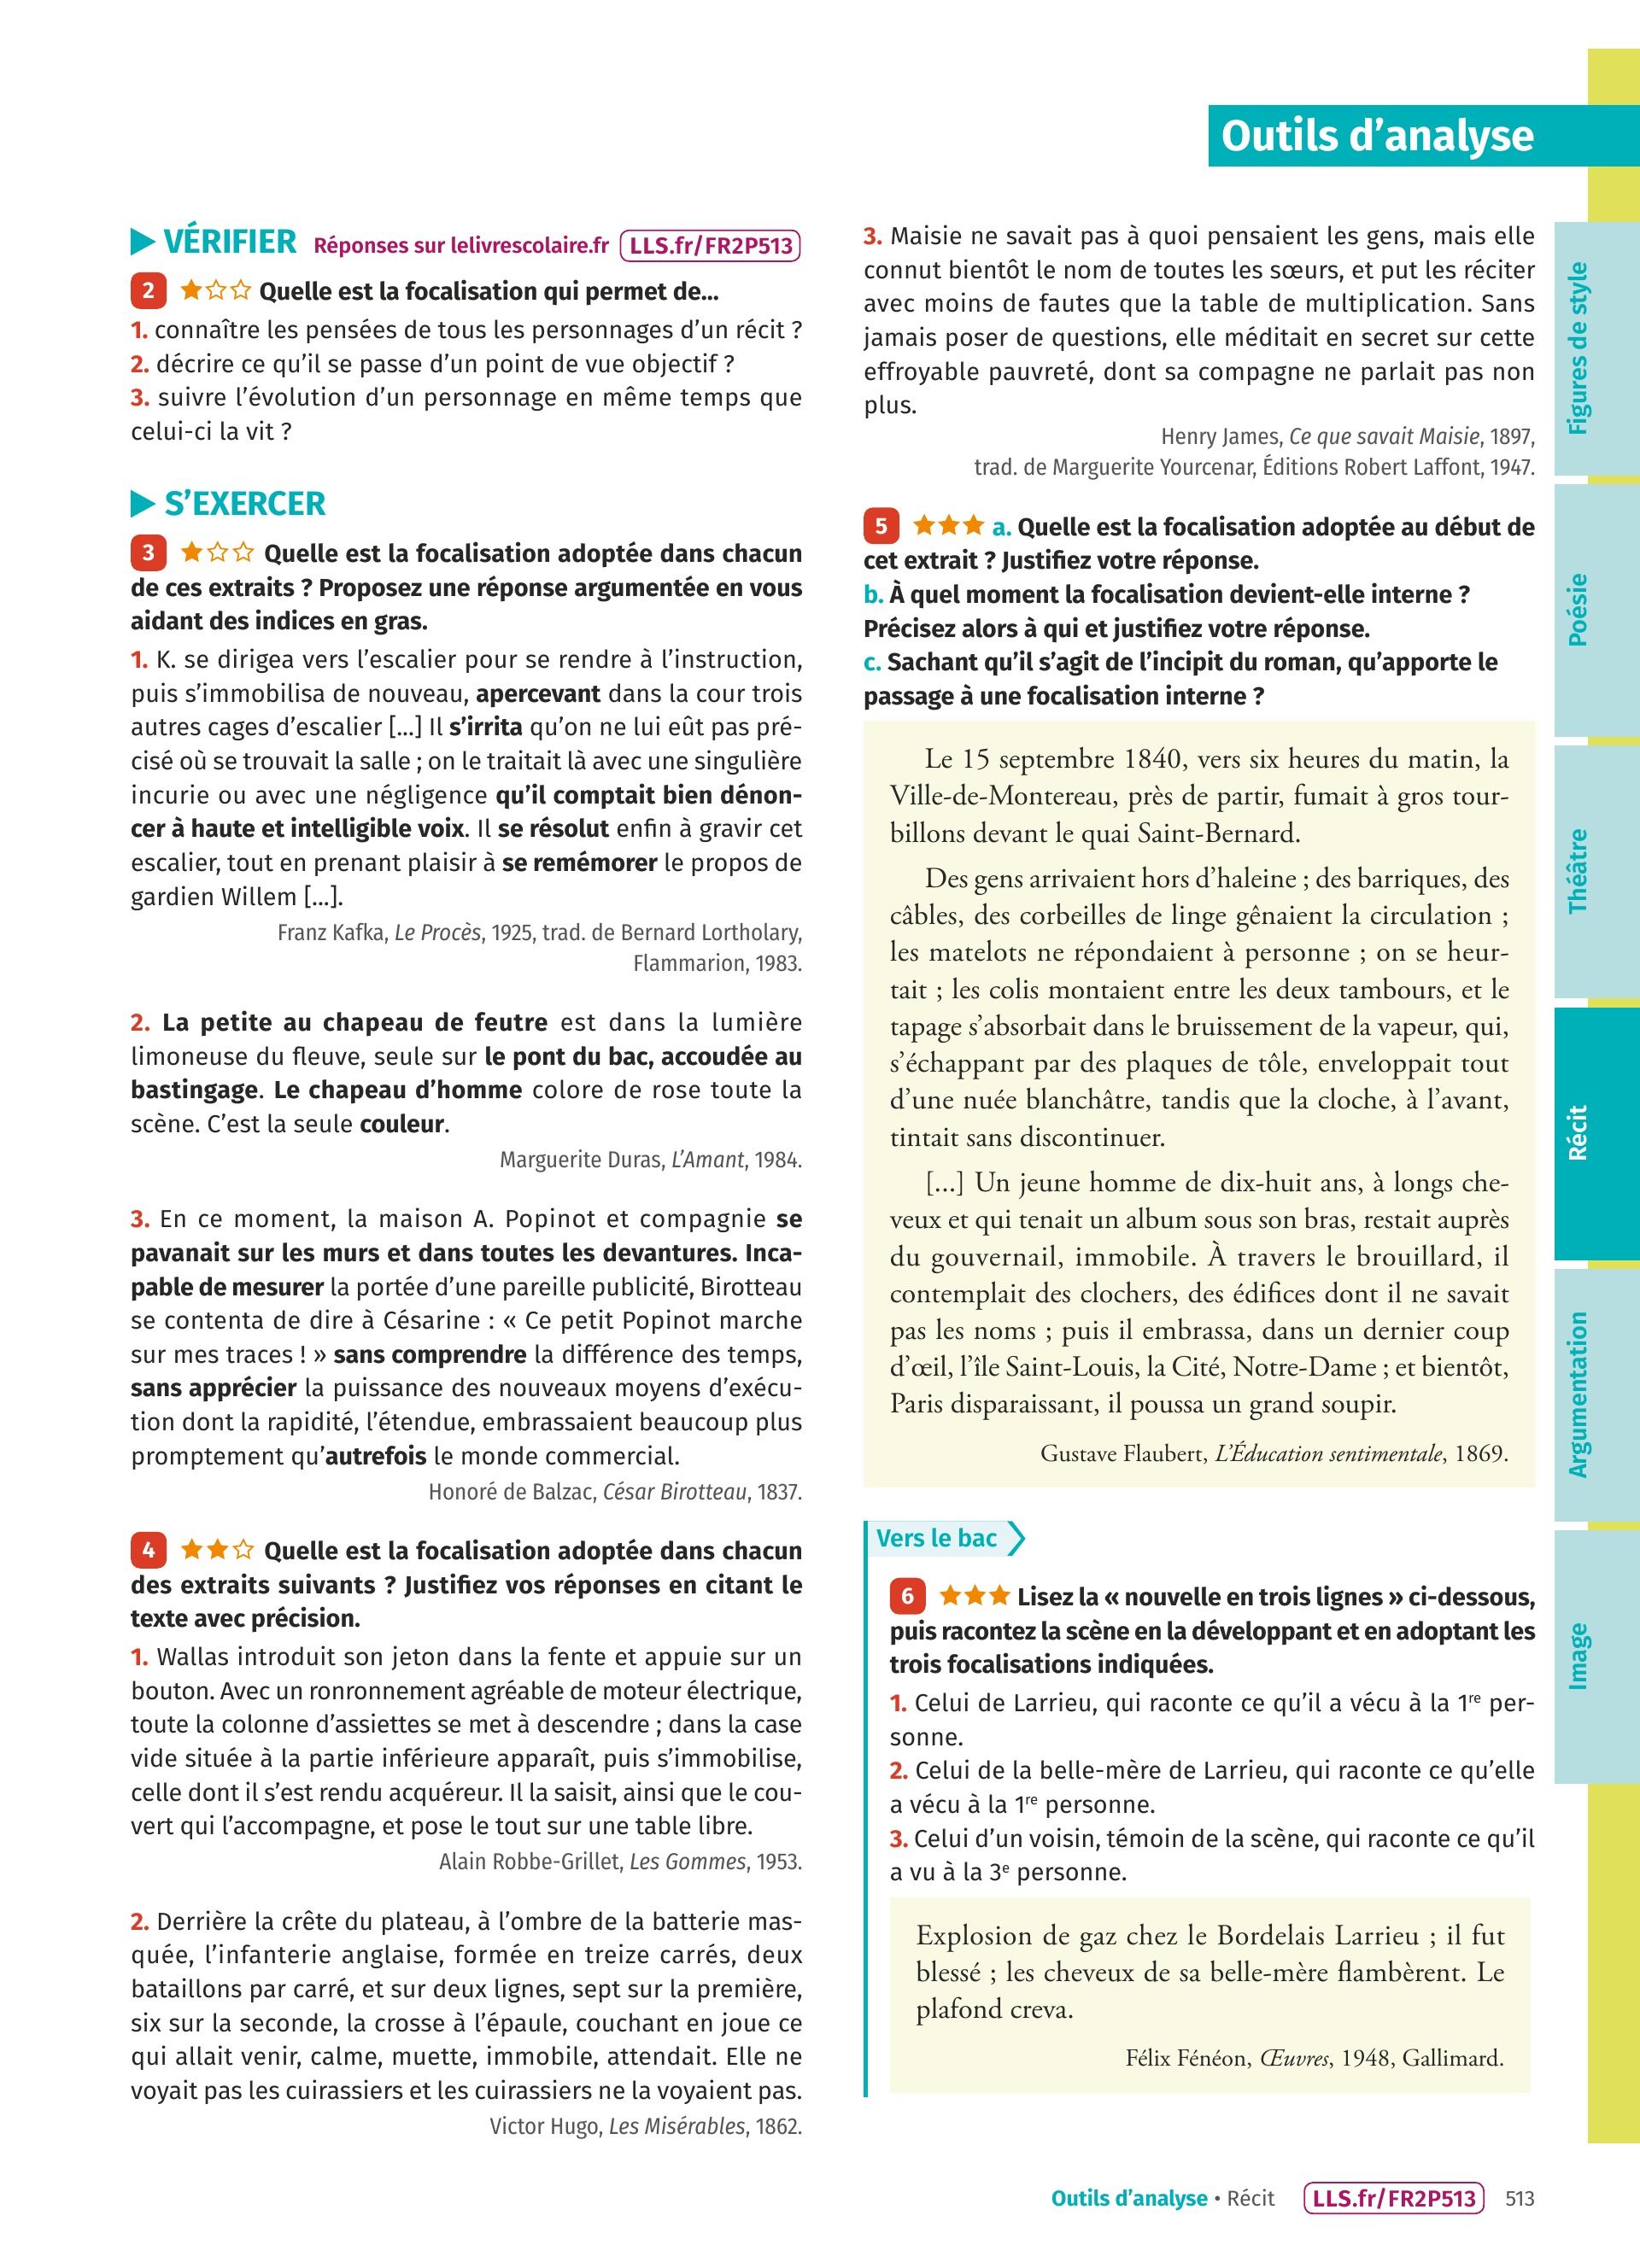 Outils d’analyse
VÉRIFIER Réponses sur lelivrescolaire.fr LLS.fr/FR2P513
2 Quelle est la focalisation qui permet de...
1. connaître les pensées de tous les personnages d’un récit ?
2. décrire ce qu’il se passe d’un point de vue objectif ?
3. suivre l’évolution d’un personnage en même temps que
celui-ci la vit ?
S’EXERCER
3 Quelle est la focalisation adoptée dans chacun
de ces extraits ? Proposez une réponse argumentée en vous
aidant des indices en gras.
1. K. se dirigea vers l’escalier pour se rendre à l’instruction,
puis s’immobilisa de nouveau, apercevant dans la cour trois
autres cages d’escalier [...] Il s’irrita qu’on ne lui eût pas pré-
cisé où se trouvait la salle ; on le traitait là avec une singulière
incurie ou avec une négligence qu’il comptait bien dénon-
cer à haute et intelligible voix. Il se résolut enfin à gravir cet
escalier, tout en prenant plaisir à se remémorer le propos de
gardien Willem [...].
Franz Kafka, Le Procès, 1925, trad. de Bernard Lortholary,
Flammarion, 1983.
2. La petite au chapeau de feutre est dans la lumière
limoneuse du fleuve, seule sur le pont du bac, accoudée au
bastingage. Le chapeau d’homme colore de rose toute la
scène. C’est la seule couleur.
Marguerite Duras, L’Amant, 1984.
3. En ce moment, la maison A. Popinot et compagnie se
pavanait sur les murs et dans toutes les devantures. Inca-
pable de mesurer la portée d’une pareille publicité, Birotteau
se contenta de dire à Césarine : « Ce petit Popinot marche
sur mes traces ! » sans comprendre la différence des temps,
sans apprécier la puissance des nouveaux moyens d’exécu-
tion dont la rapidité, l’étendue, embrassaient beaucoup plus
promptement qu’autrefois le monde commercial.
Honoré de Balzac, César Birotteau, 1837.
4 Quelle est la focalisation adoptée dans chacun
des extraits suivants ? Justifiez vos réponses en citant le
texte avec précision.
1. Wallas introduit son jeton dans la fente et appuie sur un
bouton. Avec un ronronnement agréable de moteur électrique,
toute la colonne d’assiettes se met à descendre ; dans la case
vide située à la partie inférieure apparaît, puis s’immobilise,
celle dont il s’est rendu acquéreur. Il la saisit, ainsi que le cou-
vert qui l’accompagne, et pose le tout sur une table libre.
Alain Robbe-Grillet, Les Gommes, 1953.
2. Derrière la crête du plateau, à l’ombre de la batterie mas-
quée, l’infanterie anglaise, formée en treize carrés, deux
bataillons par carré, et sur deux lignes, sept sur la première,
six sur la seconde, la crosse à l’épaule, couchant en joue ce
qui allait venir, calme, muette, immobile, attendait. Elle ne
voyait pas les cuirassiers et les cuirassiers ne la voyaient pas.
Victor Hugo, Les Misérables, 1862.
3. Maisie ne savait pas à quoi pensaient les gens, mais elle
connut bientôt le nom de toutes les sœurs, et put les réciter
avec moins de fautes que la table de multiplication. Sans
jamais poser de questions, elle méditait en secret sur cette
effroyable pauvreté, dont sa compagne ne parlait pas non
plus.
Henry James, Ce que savait Maisie, 1897,
trad. de Marguerite Yourcenar, Éditions Robert Laffont, 1947.
5 a. Quelle est la focalisation adoptée au début de
cet extrait ? Justifiez votre réponse.
b. À quel moment la focalisation devient-elle interne ?
Précisez alors à qui et justifiez votre réponse.
c. Sachant qu’il s’agit de l’incipit du roman, qu’apporte le
passage à une focalisation interne ?
Le 15 septembre 1840, vers six heures du matin, la
Ville-de-Montereau, près de partir, fumait à gros tour-
billons devant le quai Saint-Bernard.
Des gens arrivaient hors d’haleine ; des barriques, des
câbles, des corbeilles de linge gênaient la circulation ;
les matelots ne répondaient à personne ; on se heur-
tait ; les colis montaient entre les deux tambours, et le
tapage s’absorbait dans le bruissement de la vapeur, qui,
s’échappant par des plaques de tôle, enveloppait tout
d’une nuée blanchâtre, tandis que la cloche, à l’avant,
tintait sans discontinuer.
[...] Un jeune homme de dix-huit ans, à longs che-
veux et qui tenait un album sous son bras, restait auprès
du gouvernail, immobile. À travers le brouillard, il
contemplait des clochers, des édifices dont il ne savait
pas les noms ; puis il embrassa, dans un dernier coup
d’œil, l’île Saint-Louis, la Cité, Notre-Dame ; et bientôt,
Paris disparaissant, il poussa un grand soupir.
Gustave Flaubert, L’Éducation sentimentale, 1869.
Vers le bac
6 Lisez la « nouvelle en trois lignes » ci-dessous,
puis racontez la scène en la développant et en adoptant les
trois focalisations indiquées.
1. Celui de Larrieu, qui raconte ce qu’il a vécu à la 1re per-
sonne.
2. Celui de la belle-mère de Larrieu, qui raconte ce qu’elle
a vécu à la 1re personne.
3. Celui d’un voisin, témoin de la scène, qui raconte ce qu’il
a vu à la 3e personne.
Explosion de gaz chez le Bordelais Larrieu ; il fut
blessé ; les cheveux de sa belle-mère flambèrent. Le
plafond creva.
Félix Fénéon, Œuvres, 1948, Gallimard.
Figures de style
Poésie
Théâtre
Récit
Argumentation
Image
Outils d’analyse • Récit LLS.fr/FR2P513 513